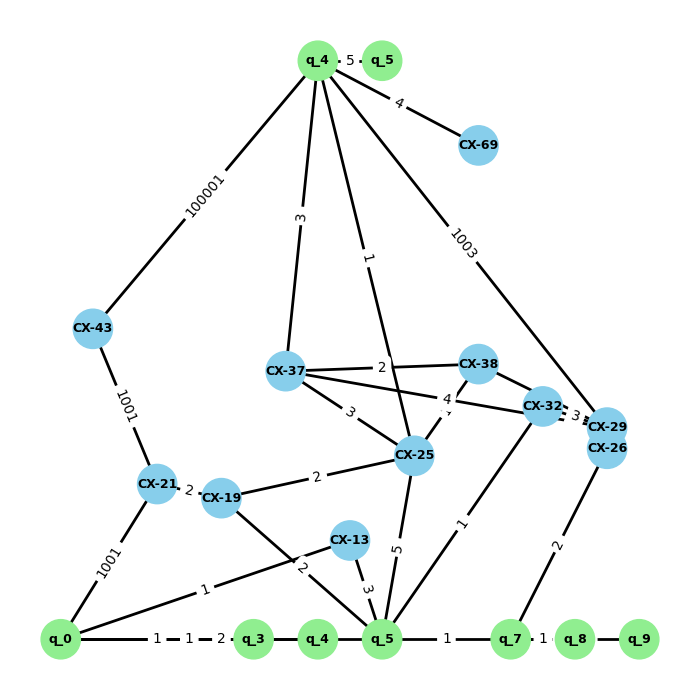 q_4 5 q_5
4
CX-69
100001
3
1003
1
CX-43
CX-37 2 CX-38
4
1001
3
CX-32 3 CX-29
CX-25
CX-26
2
CX-21 2 CX-19
1001
5
1
CX-13
2
2
1
3
q_0 1 1 2 q_3 q_4 q_5 1 q_7 1 q_8 q_9